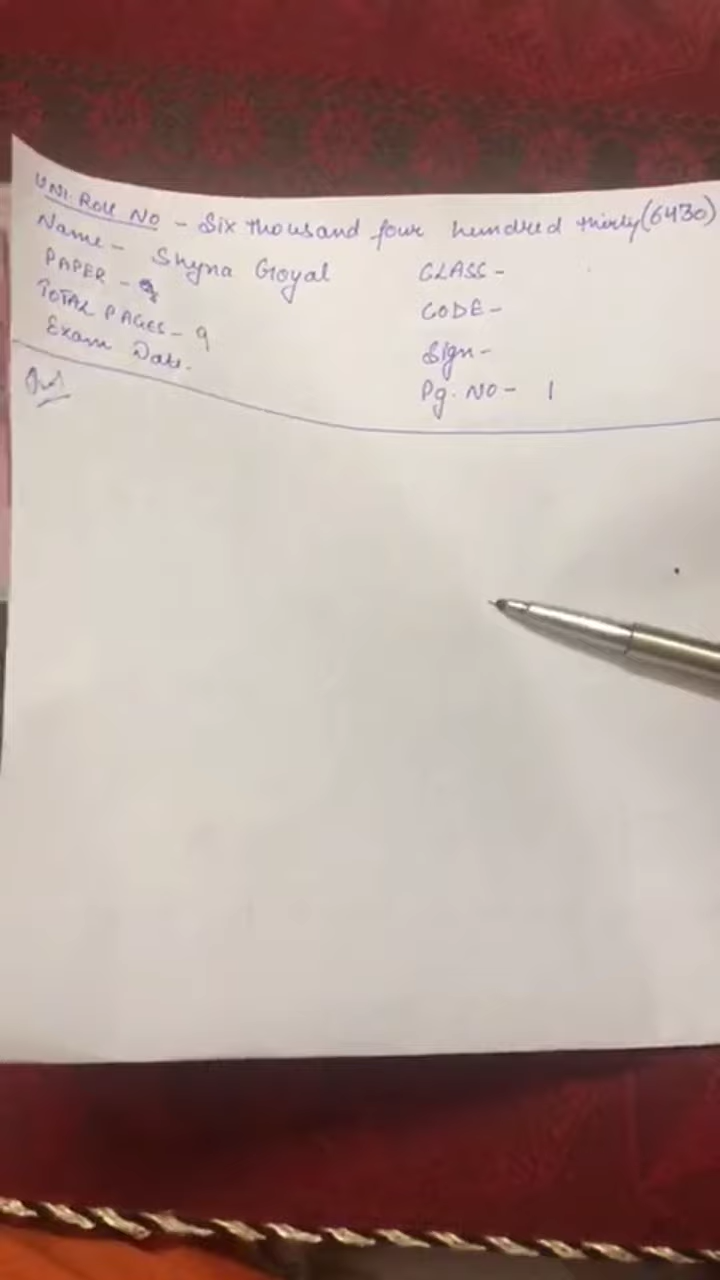 UNI. ROLL NO - Six thousand four hundred thirty (6430)
Name - Shyna Goyal
PAPER -
TOTAL PAGES - 9
Exam Date.
CLASS -
CODE -
Sign -
Pg. NO - 1